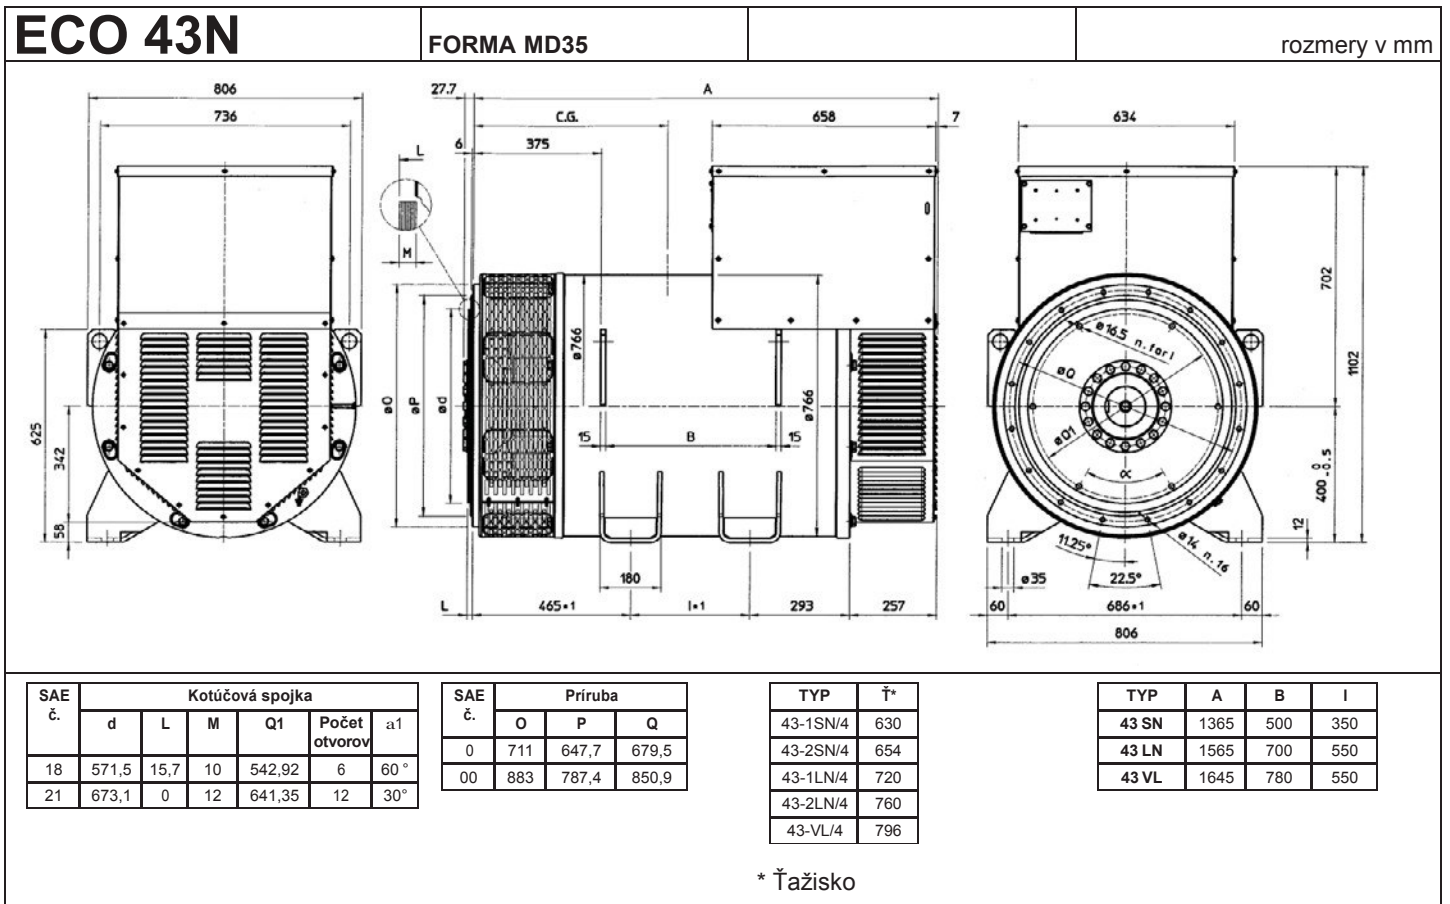 ECO 43N FORMA MD35 rozmery v mm
806
736
625
342
58
27.7
A
C.G.
658
7
6
375
L
M
øO
øP
ød
ø766
ø766
15
B
15
180
L
465±1
I±1
293
257
634
702
1102
ø16.5 n.fori
øQ
øQ1
α
400 0 -0.5
12
11.25°
ø14 n. 16
ø35
22.5°
60
686±1
60
806
SAE č. Kotúčová spojka
d L M Q1 Počet otvorov α1
18 571,5 15,7 10 542,92 6 60 °
21 673,1 0 12 641,35 12 30°
SAE č. Príruba
O P Q
0 711 647,7 679,5
00 883 787,4 850,9
TYP Ť*
43-1SN/4 630
43-2SN/4 654
43-1LN/4 720
43-2LN/4 760
43-VL/4 796
TYP A B I
43 SN 1365 500 350
43 LN 1565 700 550
43 VL 1645 780 550
* Ťažisko